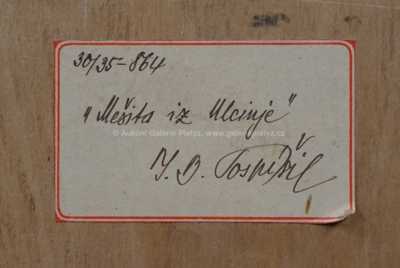 30/35-864
"Mešita iz Ulcinje"
© Aukční Galerie Platýz, www.galerieplatyz.cz
J. D. Pospíšil